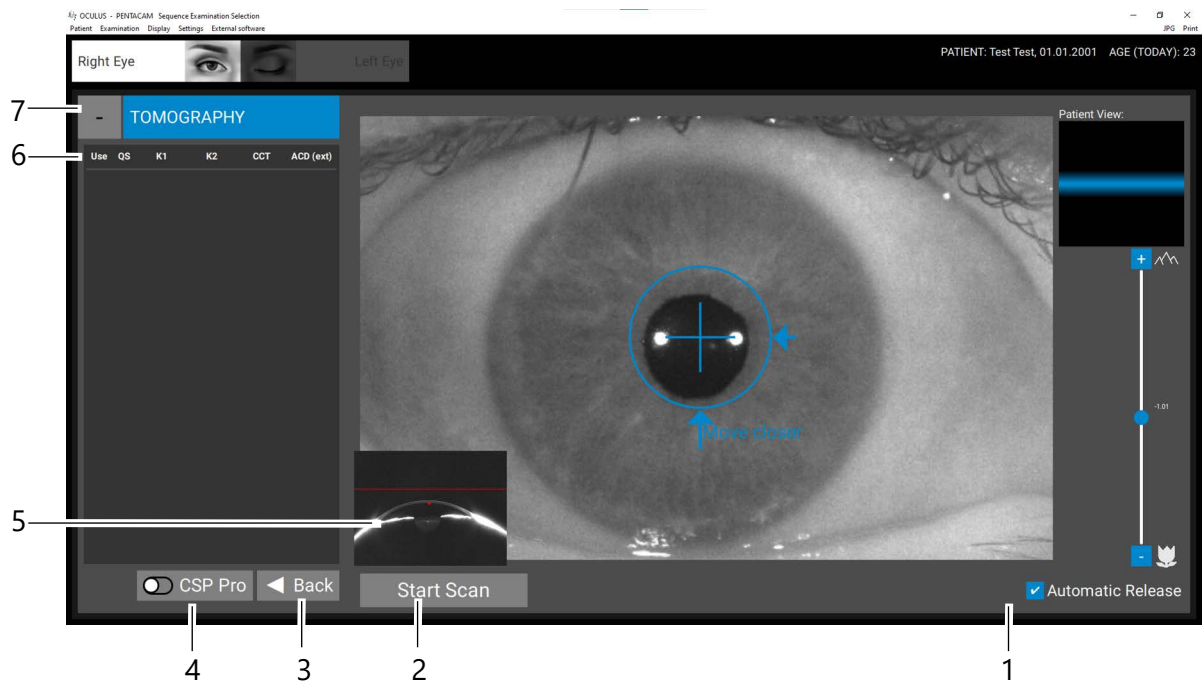 OCULUS - PENTACAM Sequence Examination Selection
Patient Examination Display Settings External software
JPG Print
Right Eye
Left Eye
PATIENT: Test Test, 01.01.2001 AGE (TODAY): 23
7
- TOMOGRAPHY
Patient View:
6
Use QS K1 K2 CCT ACD (ext)
+
-1.01
Move closer
5
-
CSP Pro
Back
Start Scan
Automatic Release
4
3
2
1